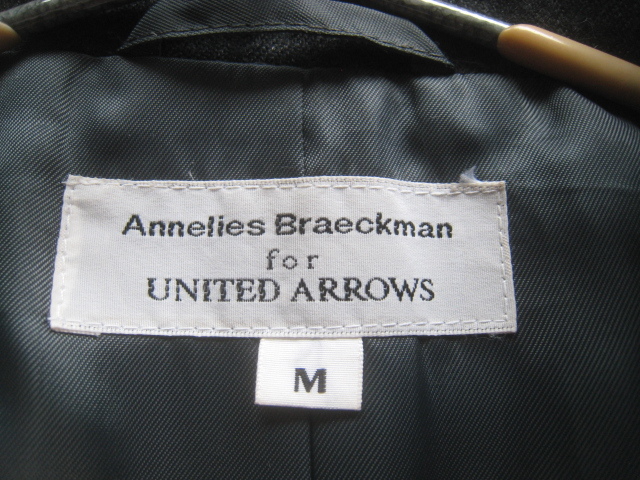 Annelies Braeckman
for
UNITED ARROWS
M